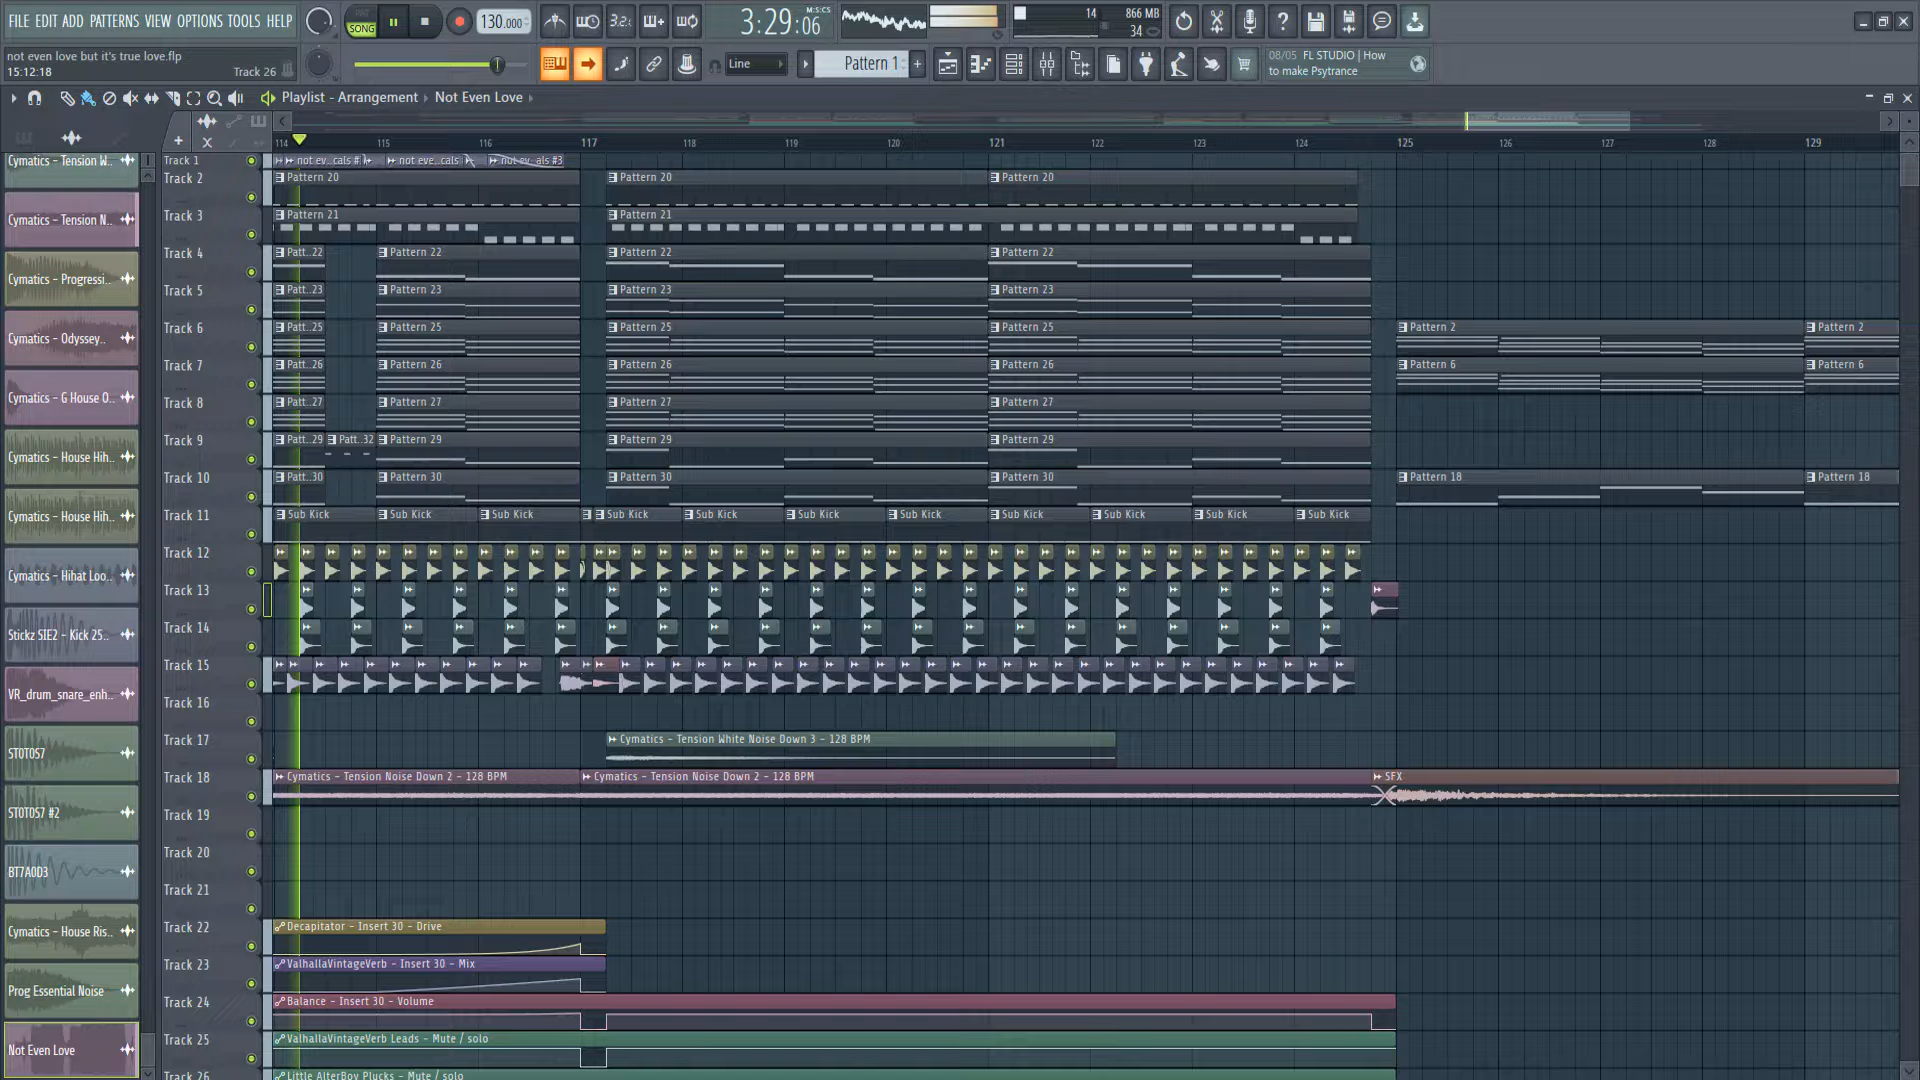 FILE EDIT ADD PATTERNS VIEW OPTIONS TOOLS HELP
PAT
SONG
130.000
3:29:06
M:S:CS
14
866 MB
34
not even love but it's true love.flp
15:12:18
Track 26
Line
Pattern 1
08/05 FL STUDIO | How
to make Psytrance
Playlist - Arrangement
Not Even Love
114 115 116 117 118 119 120 121 122 123 124 125 126 127 128 129
Cymatics - Tension W..
Cymatics - Tension N..
Cymatics - Progressi..
Cymatics - Odyssey..
Cymatics - G House O..
Cymatics - House Hih..
Cymatics - House Hih..
Cymatics - Hihat Loo..
Stickz SIE2 - Kick 25..
VR_drum_snare_enh..
STOTOS7
STOTOS7 #2
BT7A0D3
Cymatics - House Ris..
Prog Essential Noise
Not Even Love
Track 1
not ev..cals #
not eve..cals
not ev..als #3
Track 2
Pattern 20
Pattern 20
Pattern 20
Track 3
Pattern 21
Pattern 21
Track 4
Patt..22
Pattern 22
Pattern 22
Pattern 22
Track 5
Patt..23
Pattern 23
Pattern 23
Pattern 23
Track 6
Patt..25
Pattern 25
Pattern 25
Pattern 25
Pattern 2
Pattern 2
Track 7
Patt..26
Pattern 26
Pattern 26
Pattern 26
Pattern 6
Pattern 6
Track 8
Patt..27
Pattern 27
Pattern 27
Pattern 27
Track 9
Patt..29
Patt..32
Pattern 29
Pattern 29
Pattern 29
Track 10
Patt..30
Pattern 30
Pattern 30
Pattern 30
Pattern 18
Pattern 18
Track 11
Sub Kick
Sub Kick
Sub Kick
Sub Kick
Sub Kick
Sub Kick
Sub Kick
Sub Kick
Sub Kick
Sub Kick
Sub Kick
Track 12
Track 13
Track 14
Track 15
Track 16
Track 17
Cymatics - Tension White Noise Down 3 - 128 BPM
Track 18
Cymatics - Tension Noise Down 2 - 128 BPM
Cymatics - Tension Noise Down 2 - 128 BPM
SFX
Track 19
Track 20
Track 21
Track 22
Decapitator - Insert 30 - Drive
Track 23
ValhallaVintageVerb - Insert 30 - Mix
Track 24
Balance - Insert 30 - Volume
Track 25
ValhallaVintageVerb Leads - Mute / solo
Track 26
Little AlterBoy Plucks - Mute / solo